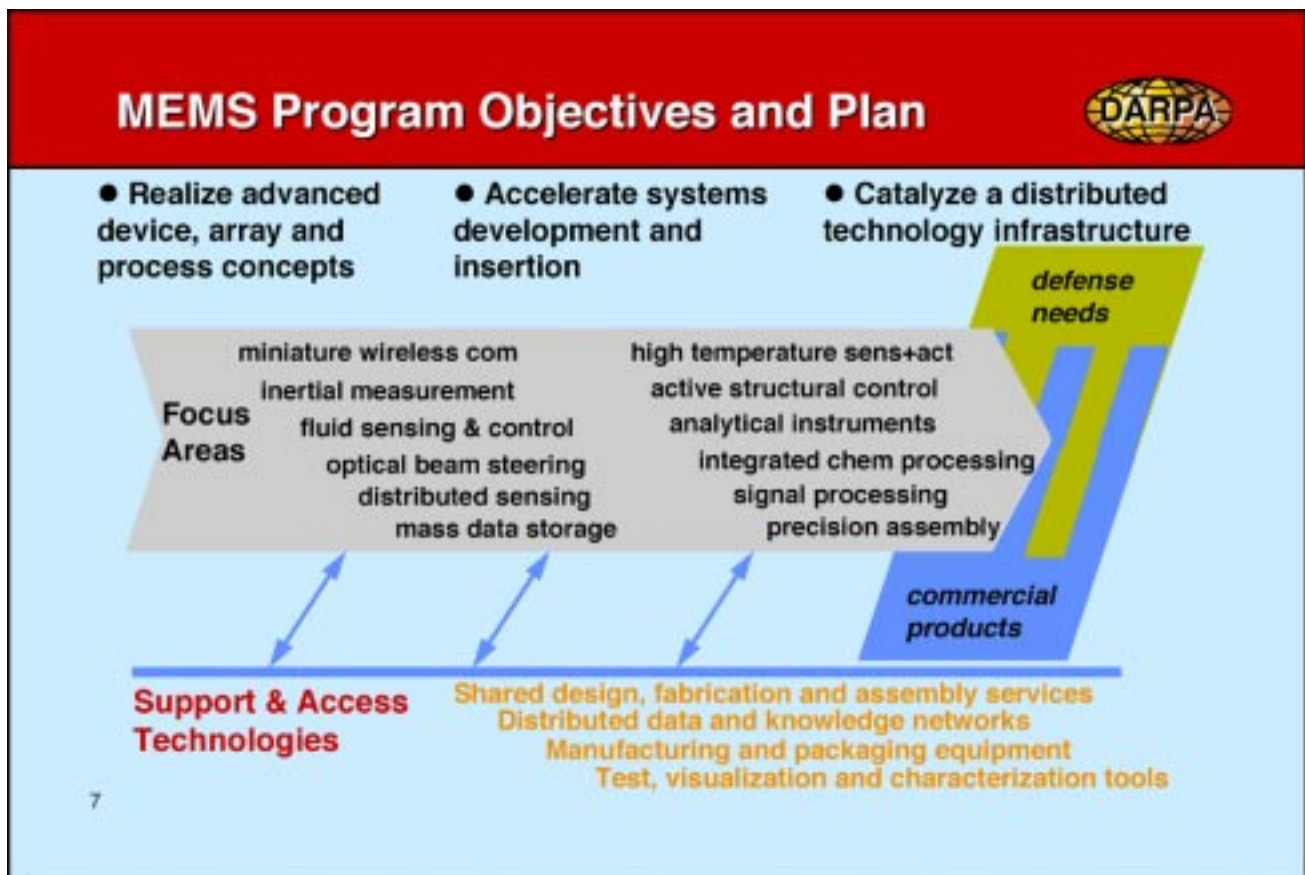 MEMS Program Objectives and Plan
DARPA
● Realize advanced
device, array and
process concepts
● Accelerate systems
development and
insertion
● Catalyze a distributed
technology infrastructure
defense
needs
Focus
Areas
miniature wireless com
inertial measurement
fluid sensing & control
optical beam steering
distributed sensing
mass data storage
high temperature sens+act
active structural control
analytical instruments
integrated chem processing
signal processing
precision assembly
commercial
products
Support & Access
Technologies
Shared design, fabrication and assembly services
Distributed data and knowledge networks
Manufacturing and packaging equipment
Test, visualization and characterization tools
7